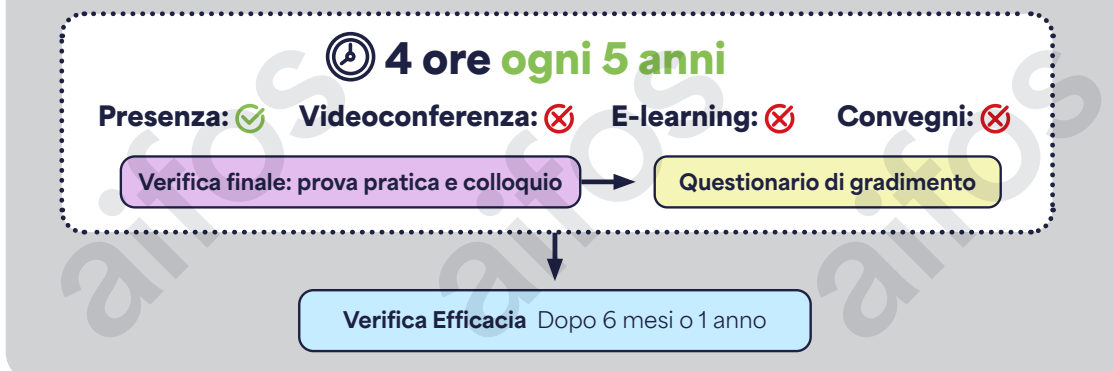 4 ore ogni 5 anni
Presenza: Videoconferenza: E-learning: Convegni:
Verifica finale: prova pratica e colloquio Questionario di gradimento
Verifica Efficacia Dopo 6 mesi o 1 anno
aifos aifos aifos